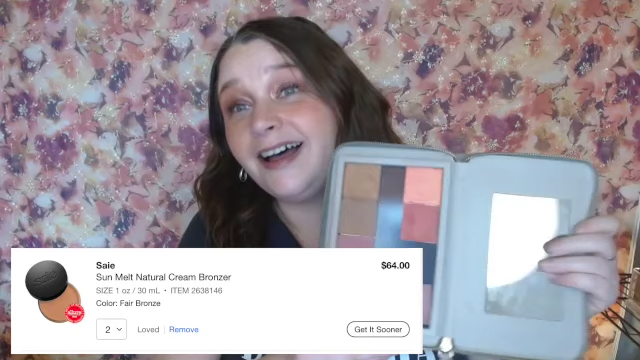 Saie $64.00
Sun Melt Natural Cream Bronzer
SIZE 1 oz / 30 mL • ITEM 2638146
Color: Fair Bronze
2 Loved Remove Get It Sooner